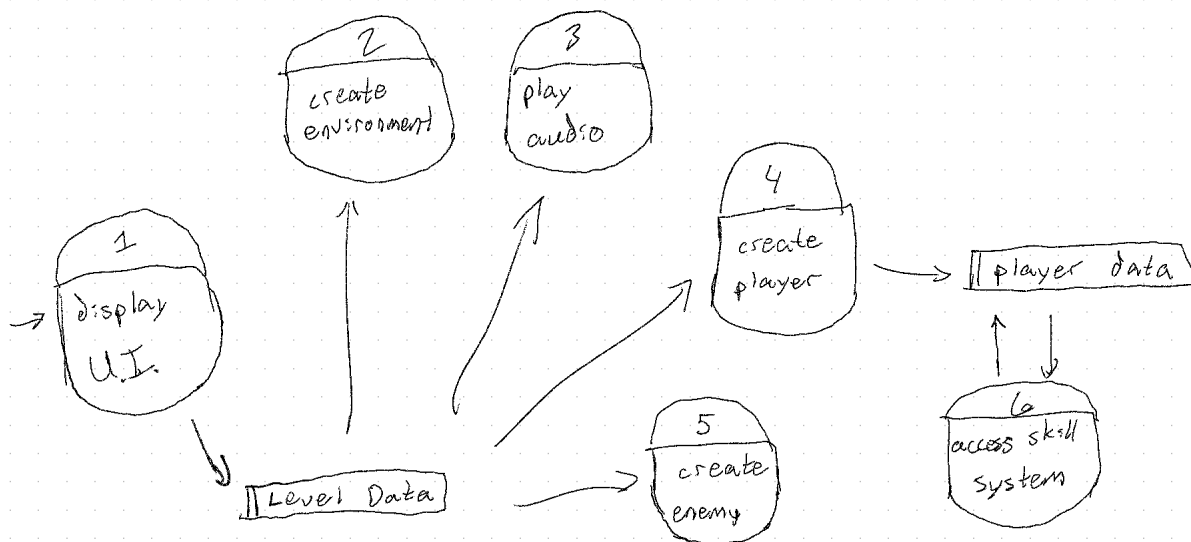 2
create
environment
3
play
audio
4
create
player
player data
1
display
U.I.
6
access skill
system
5
create
enemy
Level Data